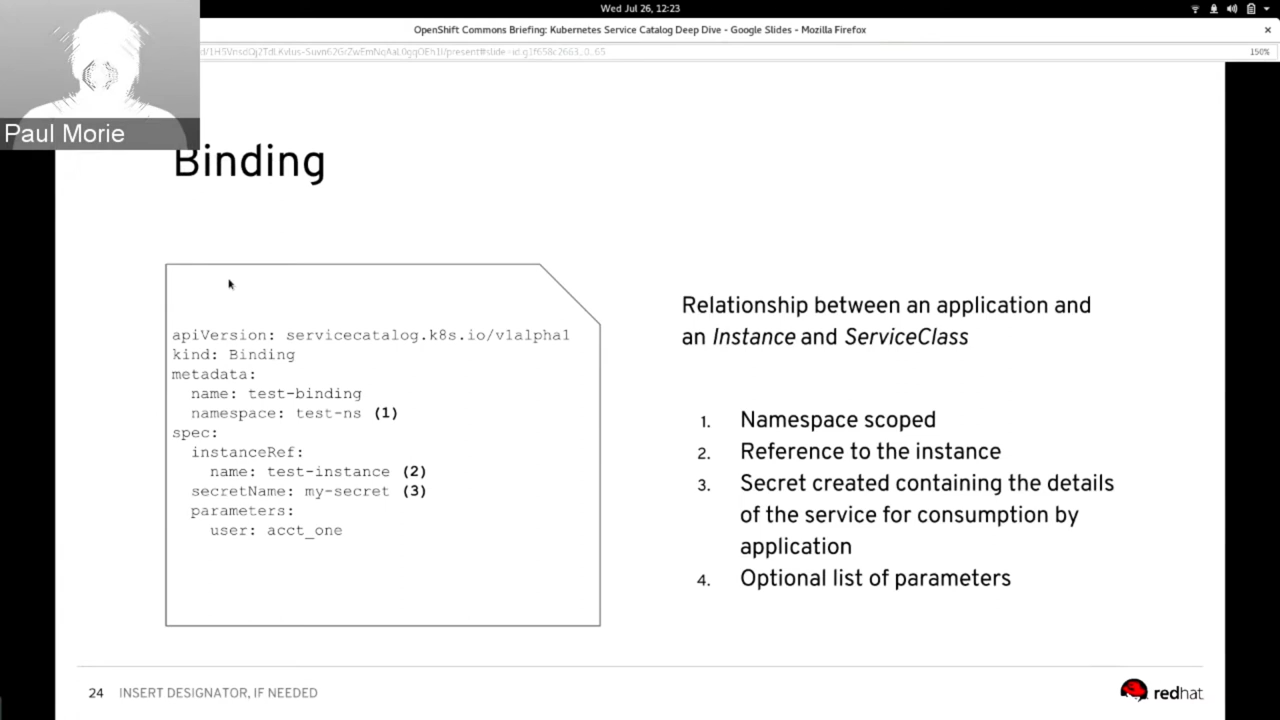 Wed Jul 26, 12:23
OpenShift Commons Briefing: Kubernetes Service Catalog Deep Dive - Google Slides - Mozilla Firefox
150%
Paul Morie
Binding
apiVersion: servicecatalog.k8s.io/v1alpha1
kind: Binding
metadata:
  name: test-binding
  namespace: test-ns (1)
spec:
  instanceRef:
    name: test-instance (2)
  secretName: my-secret (3)
  parameters:
    user: acct_one
Relationship between an application and
an Instance and ServiceClass
1. Namespace scoped
2. Reference to the instance
3. Secret created containing the details
of the service for consumption by
application
4. Optional list of parameters
24 INSERT DESIGNATOR, IF NEEDED
redhat